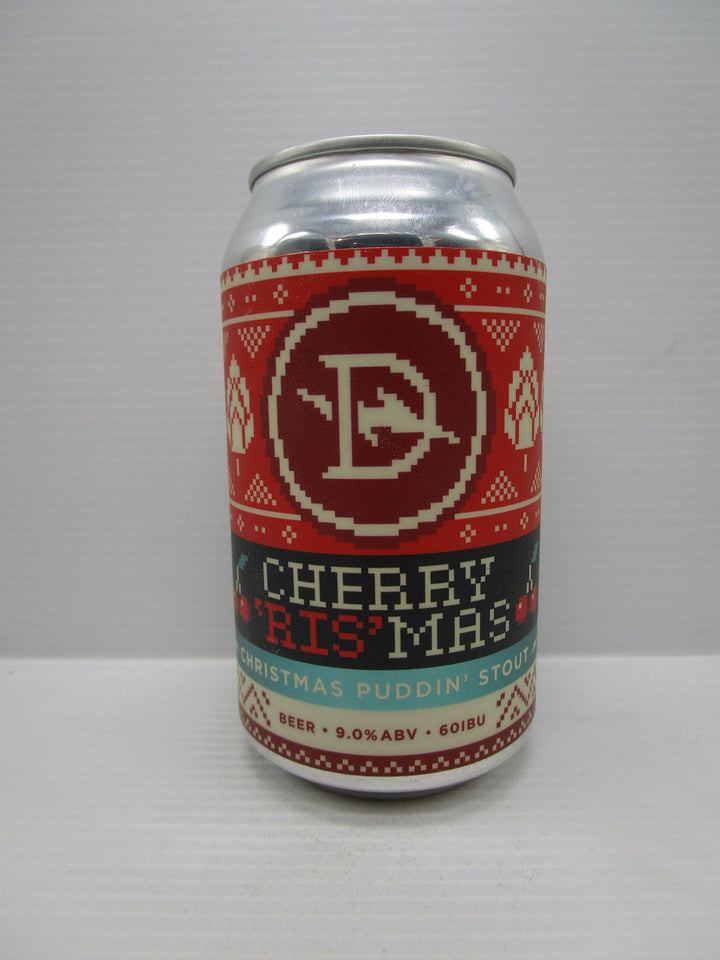 D
CHERRY
'RIS'MAS
CHRISTMAS PUDDIN' STOUT
BEER • 9.0% ABV • 60IBU